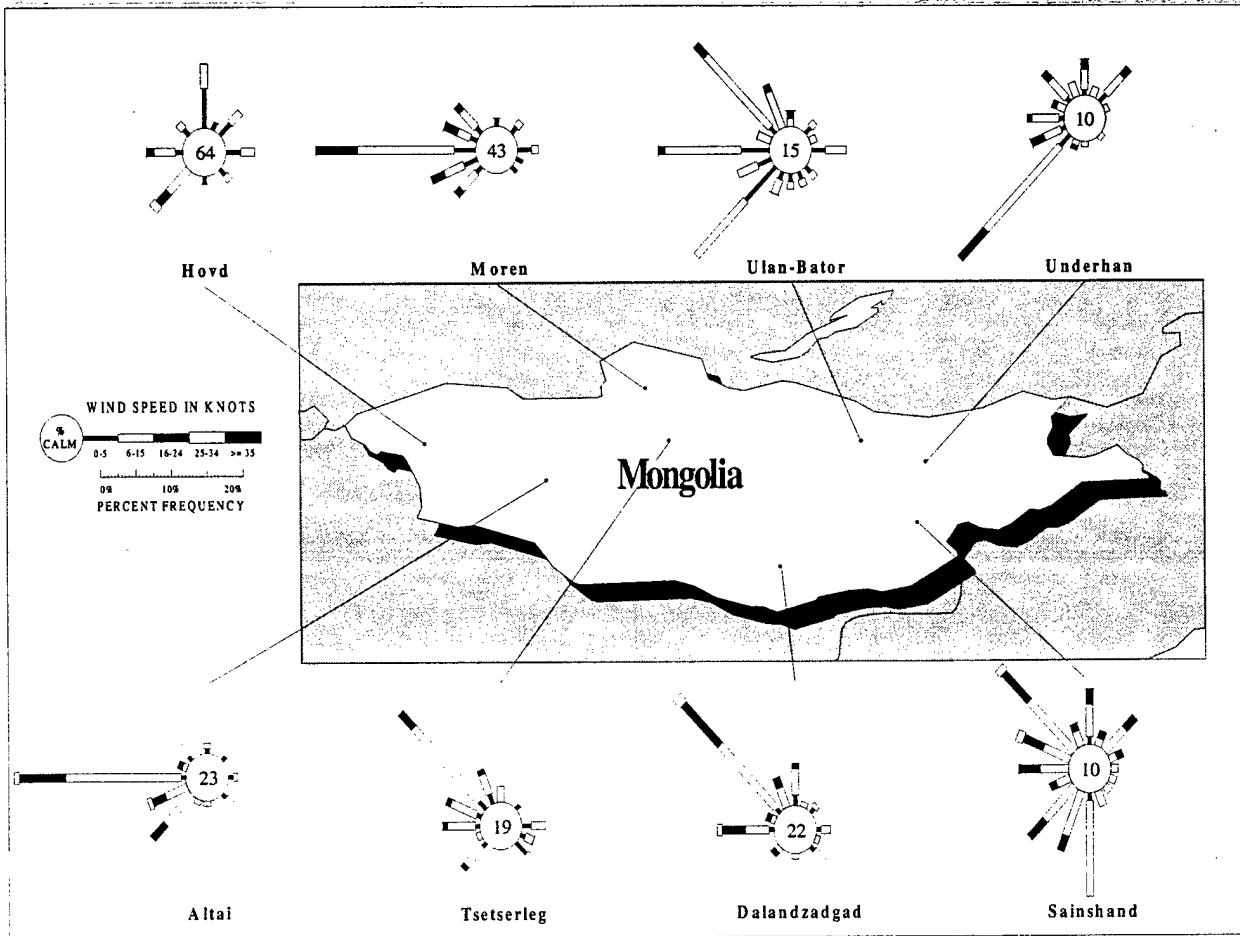 64
43
15
10
Hovd
Moren
Ulan-Bator
Underhan
WIND SPEED IN KNOTS
%
CALM
0-5 6-15 16-24 25-34 >= 35
0% 10% 20%
PERCENT FREQUENCY
Mongolia
23
19
22
10
Altai
Tsetserleg
Dalandzadgad
Sainshand